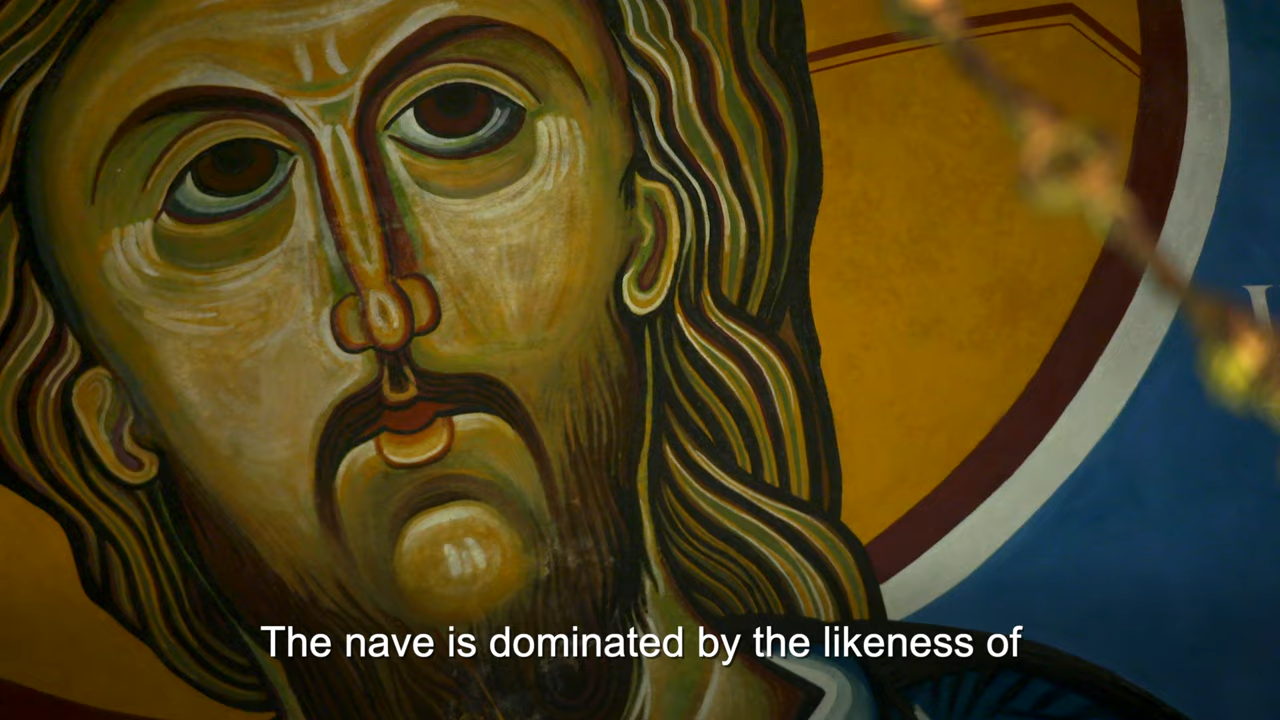 The nave is dominated by the likeness of